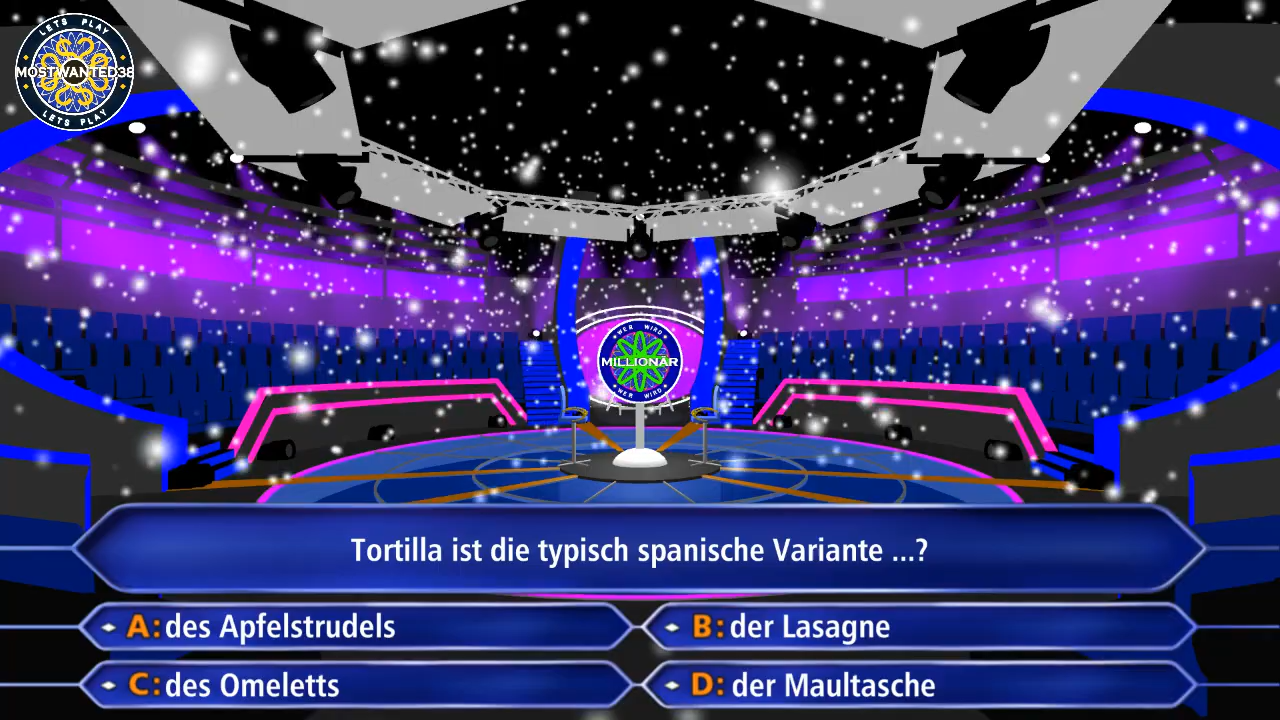 LETS PLAY
MOSTWANTED38
LETS PLAY
WER WIRD
MILLIONÄR
WER WIRD
Tortilla ist die typisch spanische Variante ...?
A: des Apfelstrudels
B: der Lasagne
C: des Omeletts
D: der Maultasche